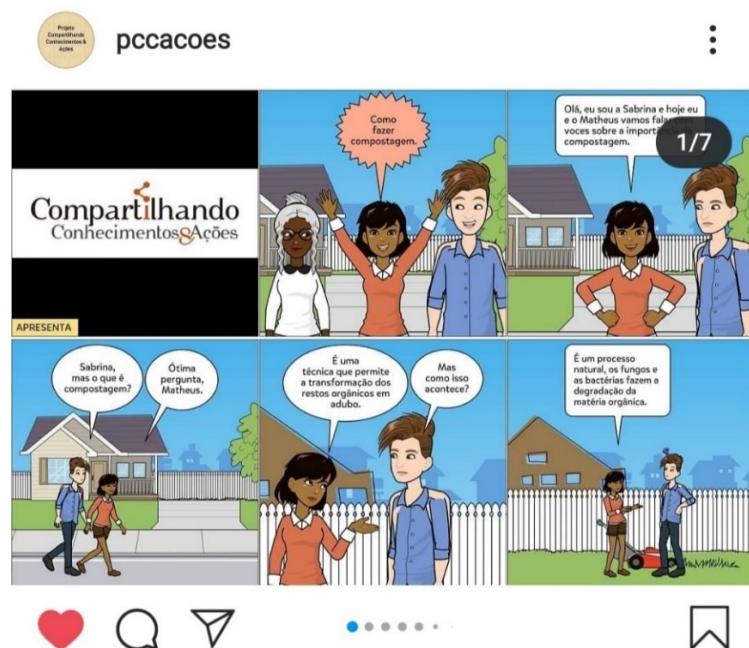 Projeto
Compartilhando
Conhecimentos &
Ações
pccacoes
Compartilhando
Conhecimentos&Ações
APRESENTA
Como
fazer
compostagem.
Olá, eu sou a Sabrina e hoje eu
e o Matheus vamos falar
voces sobre a
compostagem.
1/7
Sabrina,
mas o que é
compostagem?
Ótima
pergunta,
Matheus.
É uma
técnica que permite
a transformação dos
restos orgânicos em
adubo.
Mas
como isso
acontece?
É um processo
natural, os fungos e
as bactérias fazem a
degradação da
matéria orgânica.